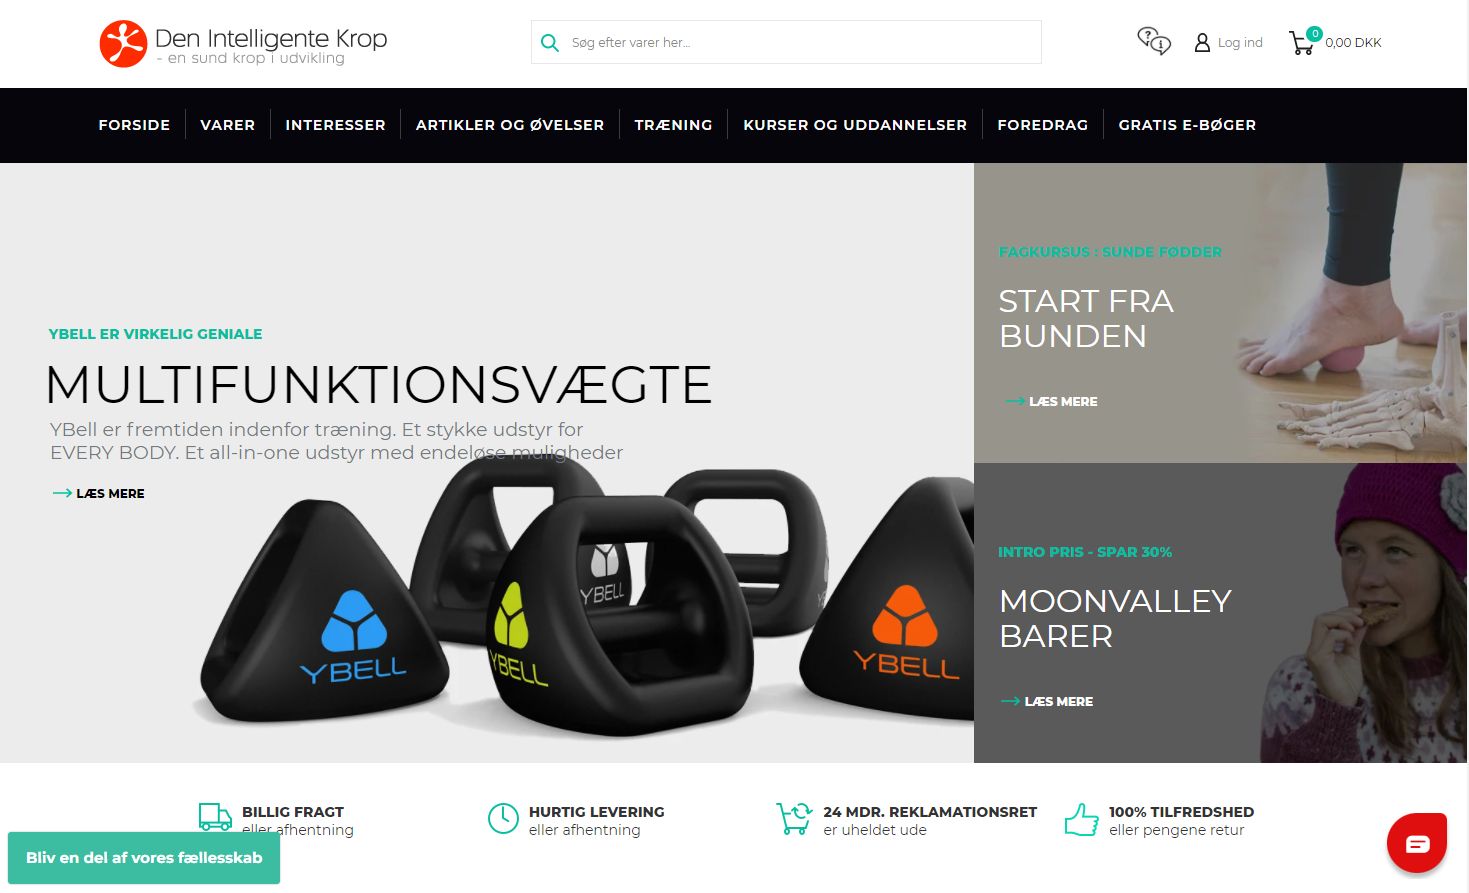 Den Intelligente Krop
- en sund krop i udvikling
Søg efter varer her...
Log ind
0
0,00 DKK
FORSIDE
VARER
INTERESSER
ARTIKLER OG ØVELSER
TRÆNING
KURSER OG UDDANNELSER
FOREDRAG
GRATIS E-BØGER
YBELL ER VIRKELIG GENIALE
MULTIFUNKTIONSVÆGTE
YBell er fremtiden indenfor træning. Et stykke udstyr for
EVERY BODY. Et all-in-one udstyr med endeløse muligheder
LÆS MERE
YBELL
YBELL
YBELL
YBELL
FAGKURSUS : SUNDE FØDDER
START FRA
BUNDEN
LÆS MERE
INTRO PRIS - SPAR 30%
MOONVALLEY
BARER
LÆS MERE
BILLIG FRAGT
eller afhentning
HURTIG LEVERING
eller afhentning
24 MDR. REKLAMATIONSRET
er uheldet ude
100% TILFREDSHED
eller pengene retur
Bliv en del af vores fællesskab